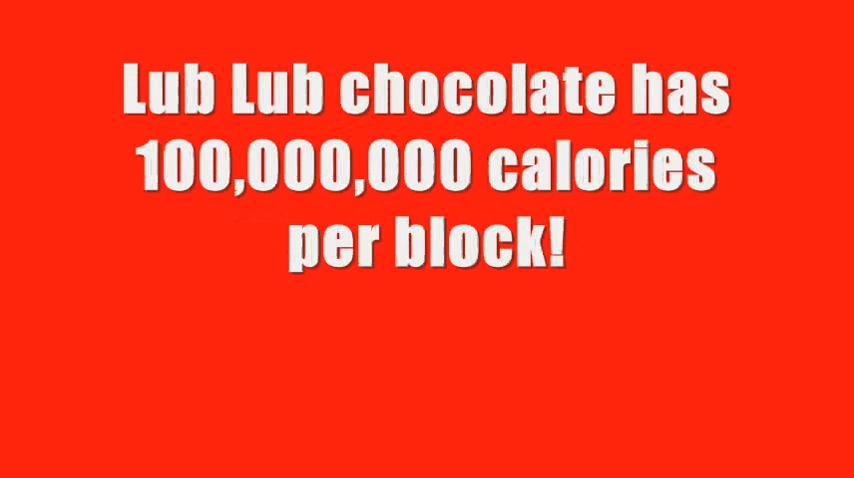 Lub Lub chocolate has
100,000,000 calories
per block!